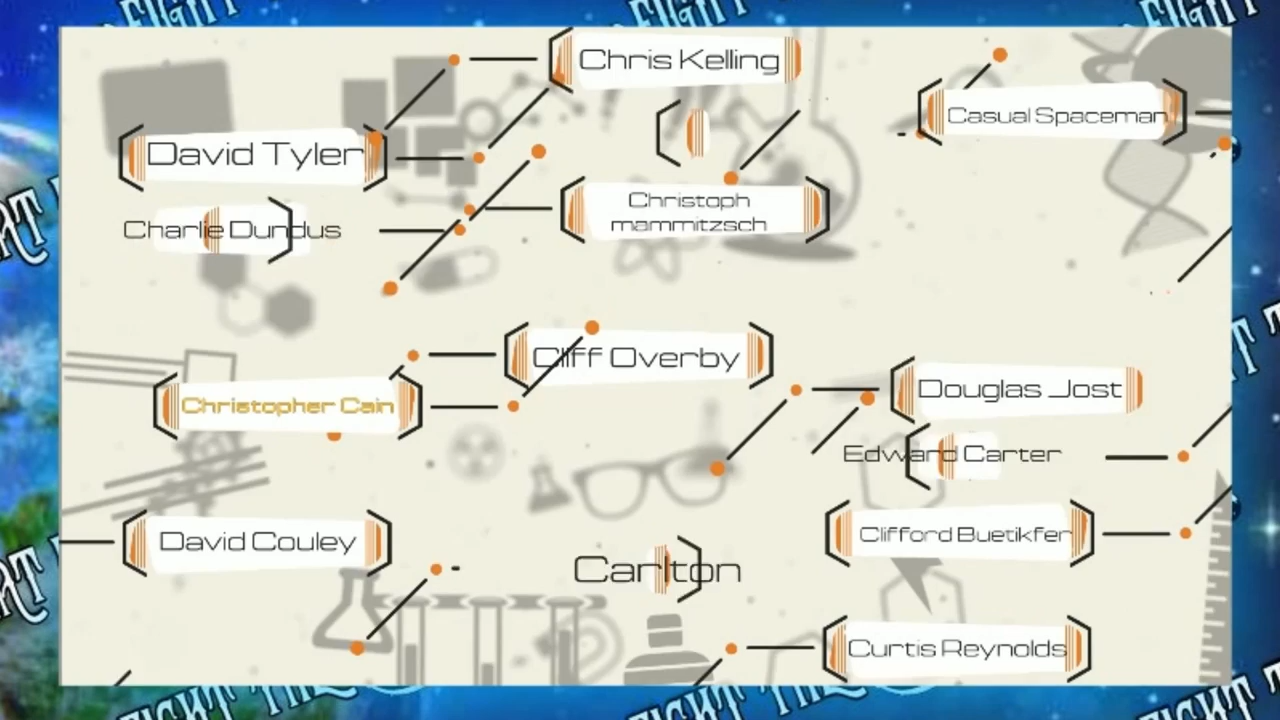 Chris Kelling
Casual Spaceman
David Tyler
Christoph
mammitzsch
Charlie Dundus
Cliff Overby
Douglas Jost
Christopher Cain
Edward Carter
Clifford Buetikfer
David Couley
Carlton
Curtis Reynolds